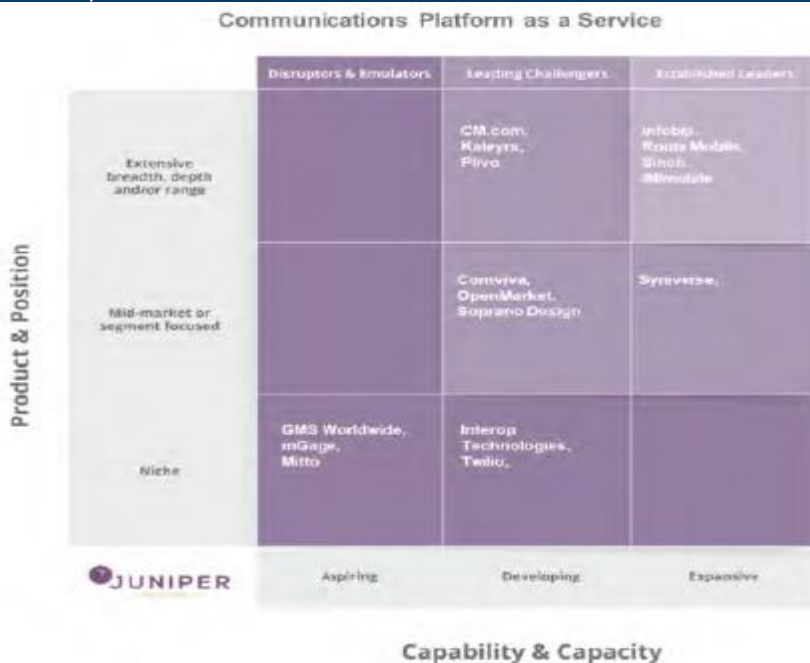 Communications Platform as a Service
Disruptors & Emulators
Leading Challengers
Established Leaders
Extensive
breadth, depth
and/or range
CM.com,
Kaleyra,
Plivo
Infobip,
Route Mobile,
Sinch,
iMImobile
Mid-market or
segment focused
Comviva,
OpenMarket,
Soprano Design
Syniverse,
Niche
GMS Worldwide,
mGage,
Mitto
Interop
Technologies,
Twilio,
Product & Position
JUNIPER
Aspiring
Developing
Expansive
Capability & Capacity